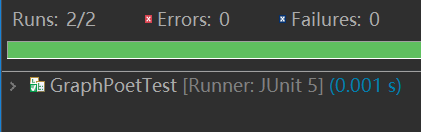 Runs: 2/2 Errors: 0 Failures: 0
GraphPoetTest [Runner: JUnit 5] (0.001 s)